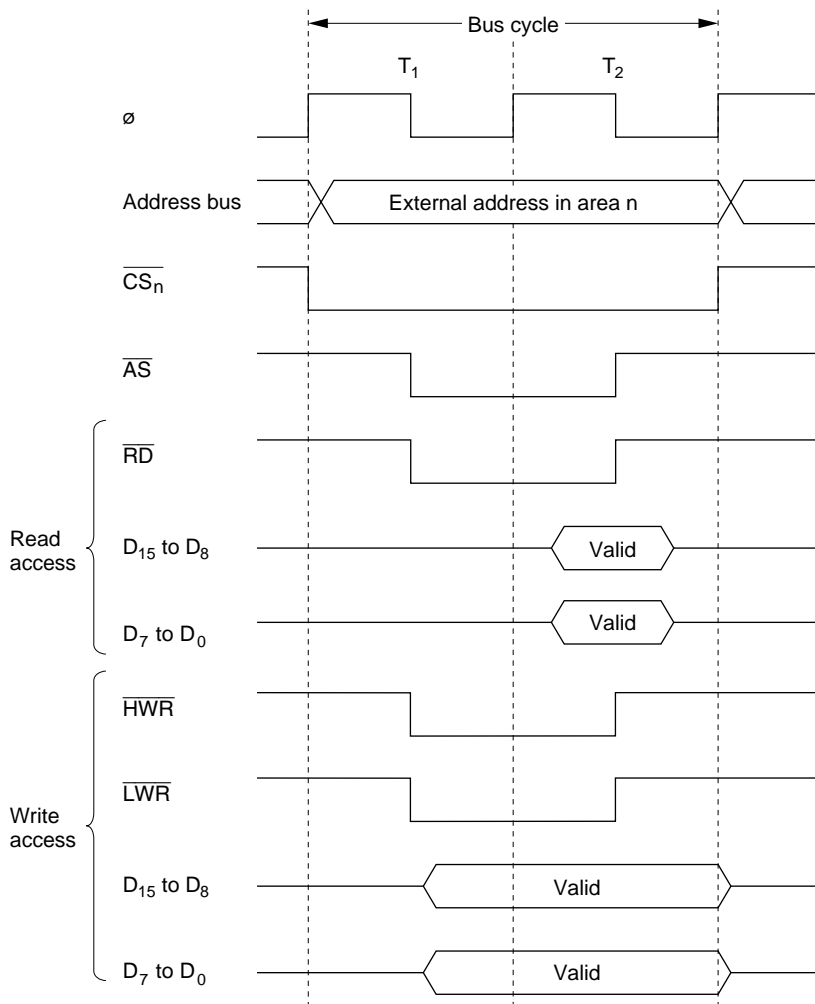 Bus cycle
T1 T2
ø
Address bus External address in area n
CSn
AS
RD
Read access
D15 to D8 Valid
D7 to D0 Valid
HWR
LWR
Write access
D15 to D8 Valid
D7 to D0 Valid